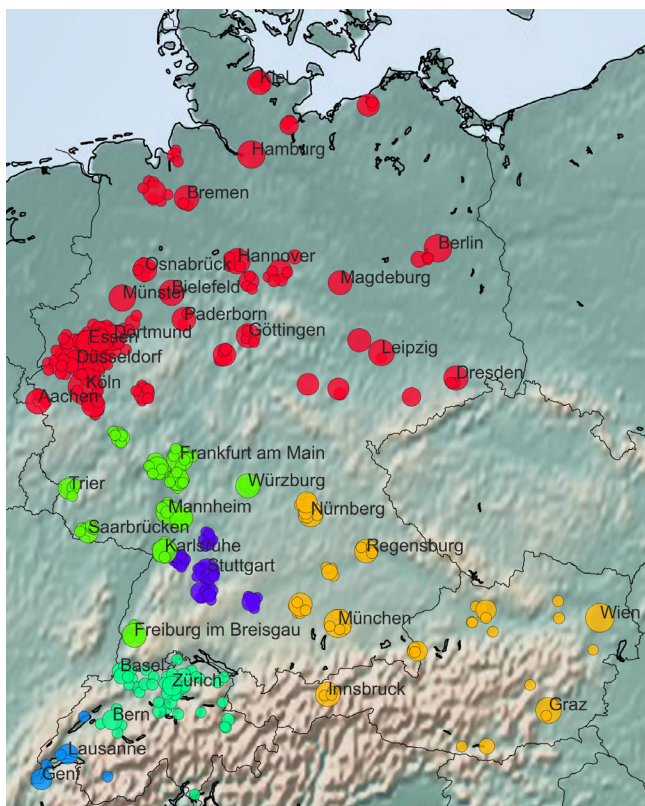 Kiel
Hamburg
Bremen
Berlin
Hannover
Osnabrück
Magdeburg
Bielefeld
Münster
Paderborn
Göttingen
Dortmund
Essen
Leipzig
Düsseldorf
Dresden
Köln
Aachen
Frankfurt am Main
Trier
Würzburg
Mannheim
Nürnberg
Saarbrücken
Karlsruhe
Regensburg
Stuttgart
Wien
München
Freiburg im Breisgau
Basel
Zürich
Innsbruck
Graz
Bern
Lausanne
Genf